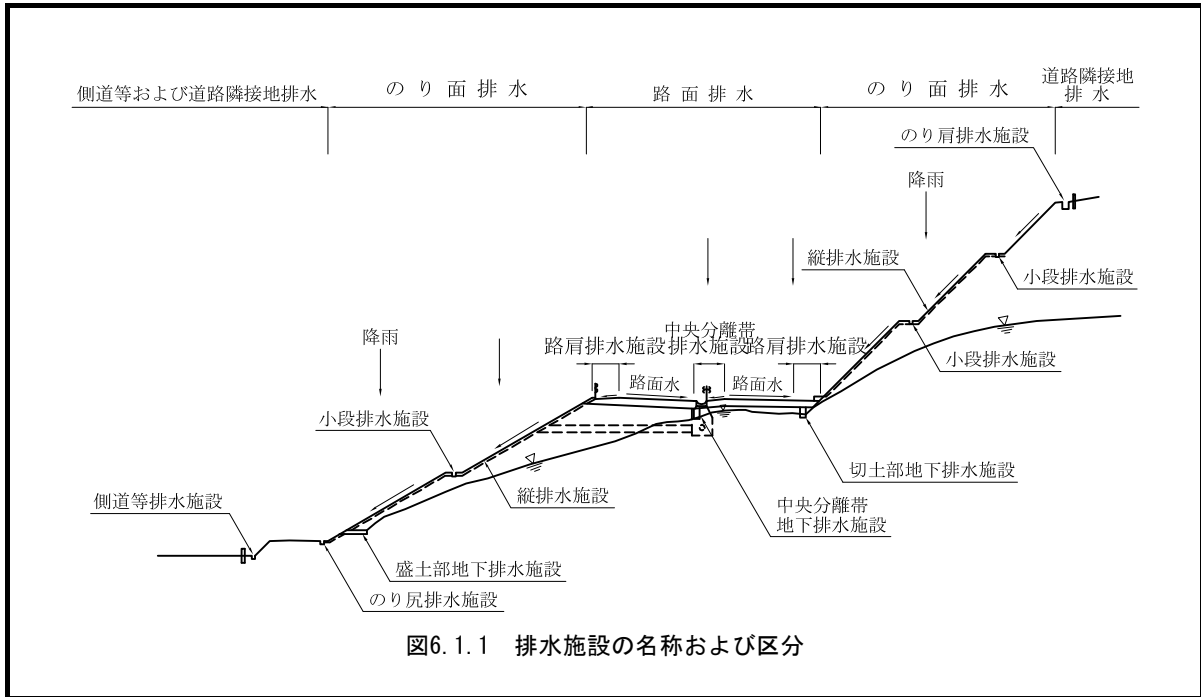 側道等および道路隣接地排水
のり面排水
路面排水
のり面排水
道路隣接地
排水
のり肩排水施設
降雨
縦排水施設
小段排水施設
小段排水施設
中央分離帯
路肩排水施設
排水施設
路肩排水施設
降雨
路面水
路面水
小段排水施設
切土部地下排水施設
縦排水施設
側道等排水施設
中央分離帯
地下排水施設
盛土部地下排水施設
のり尻排水施設
図6.1.1 排水施設の名称および区分